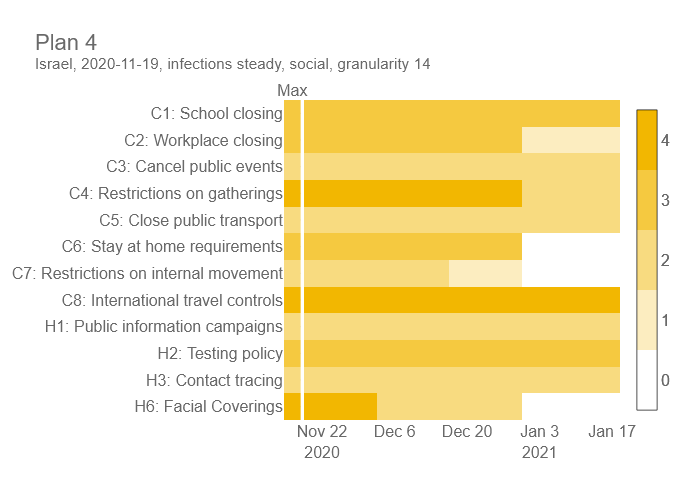 Plan 4
Israel, 2020-11-19, infections steady, social, granularity 14
Max
C1: School closing
C2: Workplace closing
C3: Cancel public events
C4: Restrictions on gatherings
C5: Close public transport
C6: Stay at home requirements
C7: Restrictions on internal movement
C8: International travel controls
H1: Public information campaigns
H2: Testing policy
H3: Contact tracing
H6: Facial Coverings
Nov 22 Dec 6 Dec 20 Jan 3 Jan 17
2020 2021
4
3
2
1
0